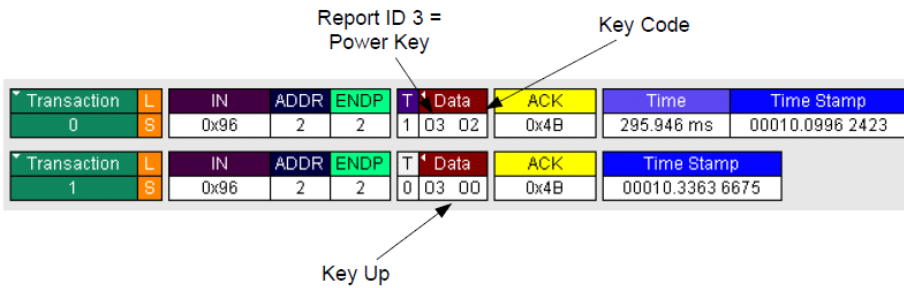 Report ID 3 =
Power Key
Key Code
Transaction L IN ADDR ENDP T Data ACK Time Time Stamp
0 S 0x96 2 2 1 03 02 0x4B 295.946 ms 00010.0996 2423
Transaction L IN ADDR ENDP T Data ACK Time Stamp
1 S 0x96 2 2 0 03 00 0x4B 00010.3363 6675
Key Up